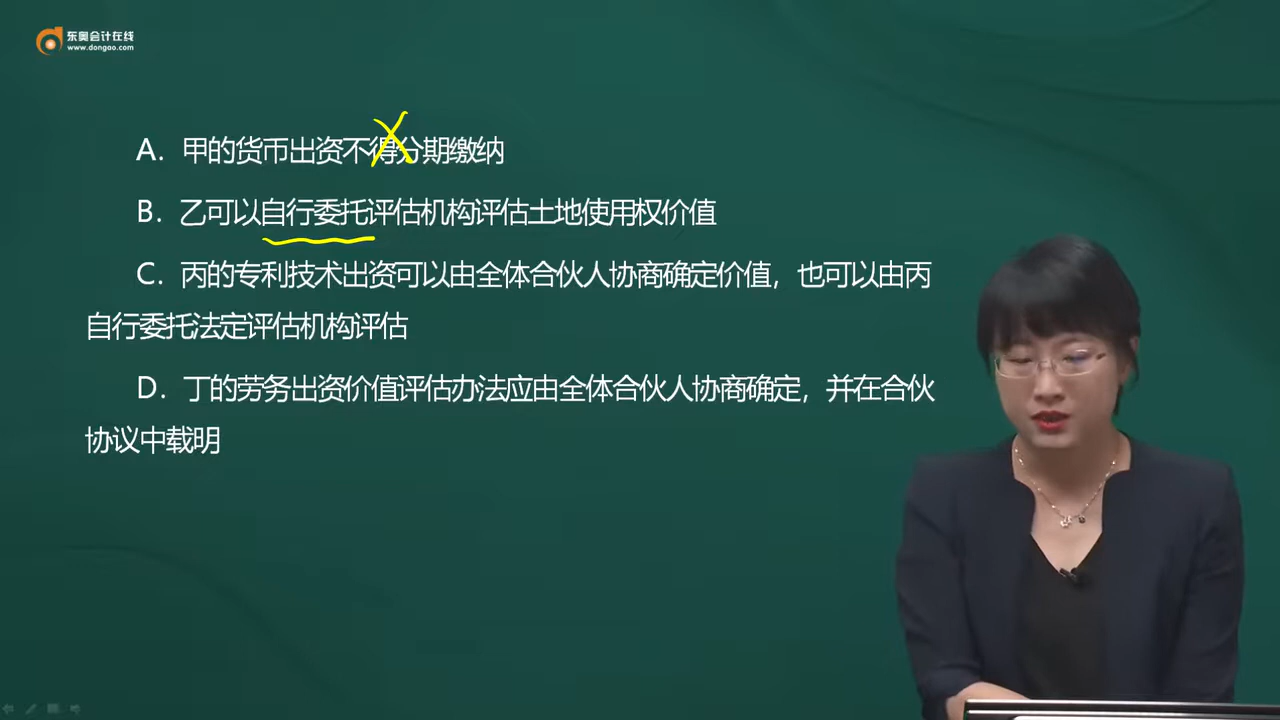 东奥会计在线
www.dongao.com
A. 甲的货币出资不得分期缴纳
B. 乙可以自行委托评估机构评估土地使用权价值
C. 丙的专利技术出资可以由全体合伙人协商确定价值，也可以由丙
自行委托法定评估机构评估
D. 丁的劳务出资价值评估办法应由全体合伙人协商确定，并在合伙
协议中载明